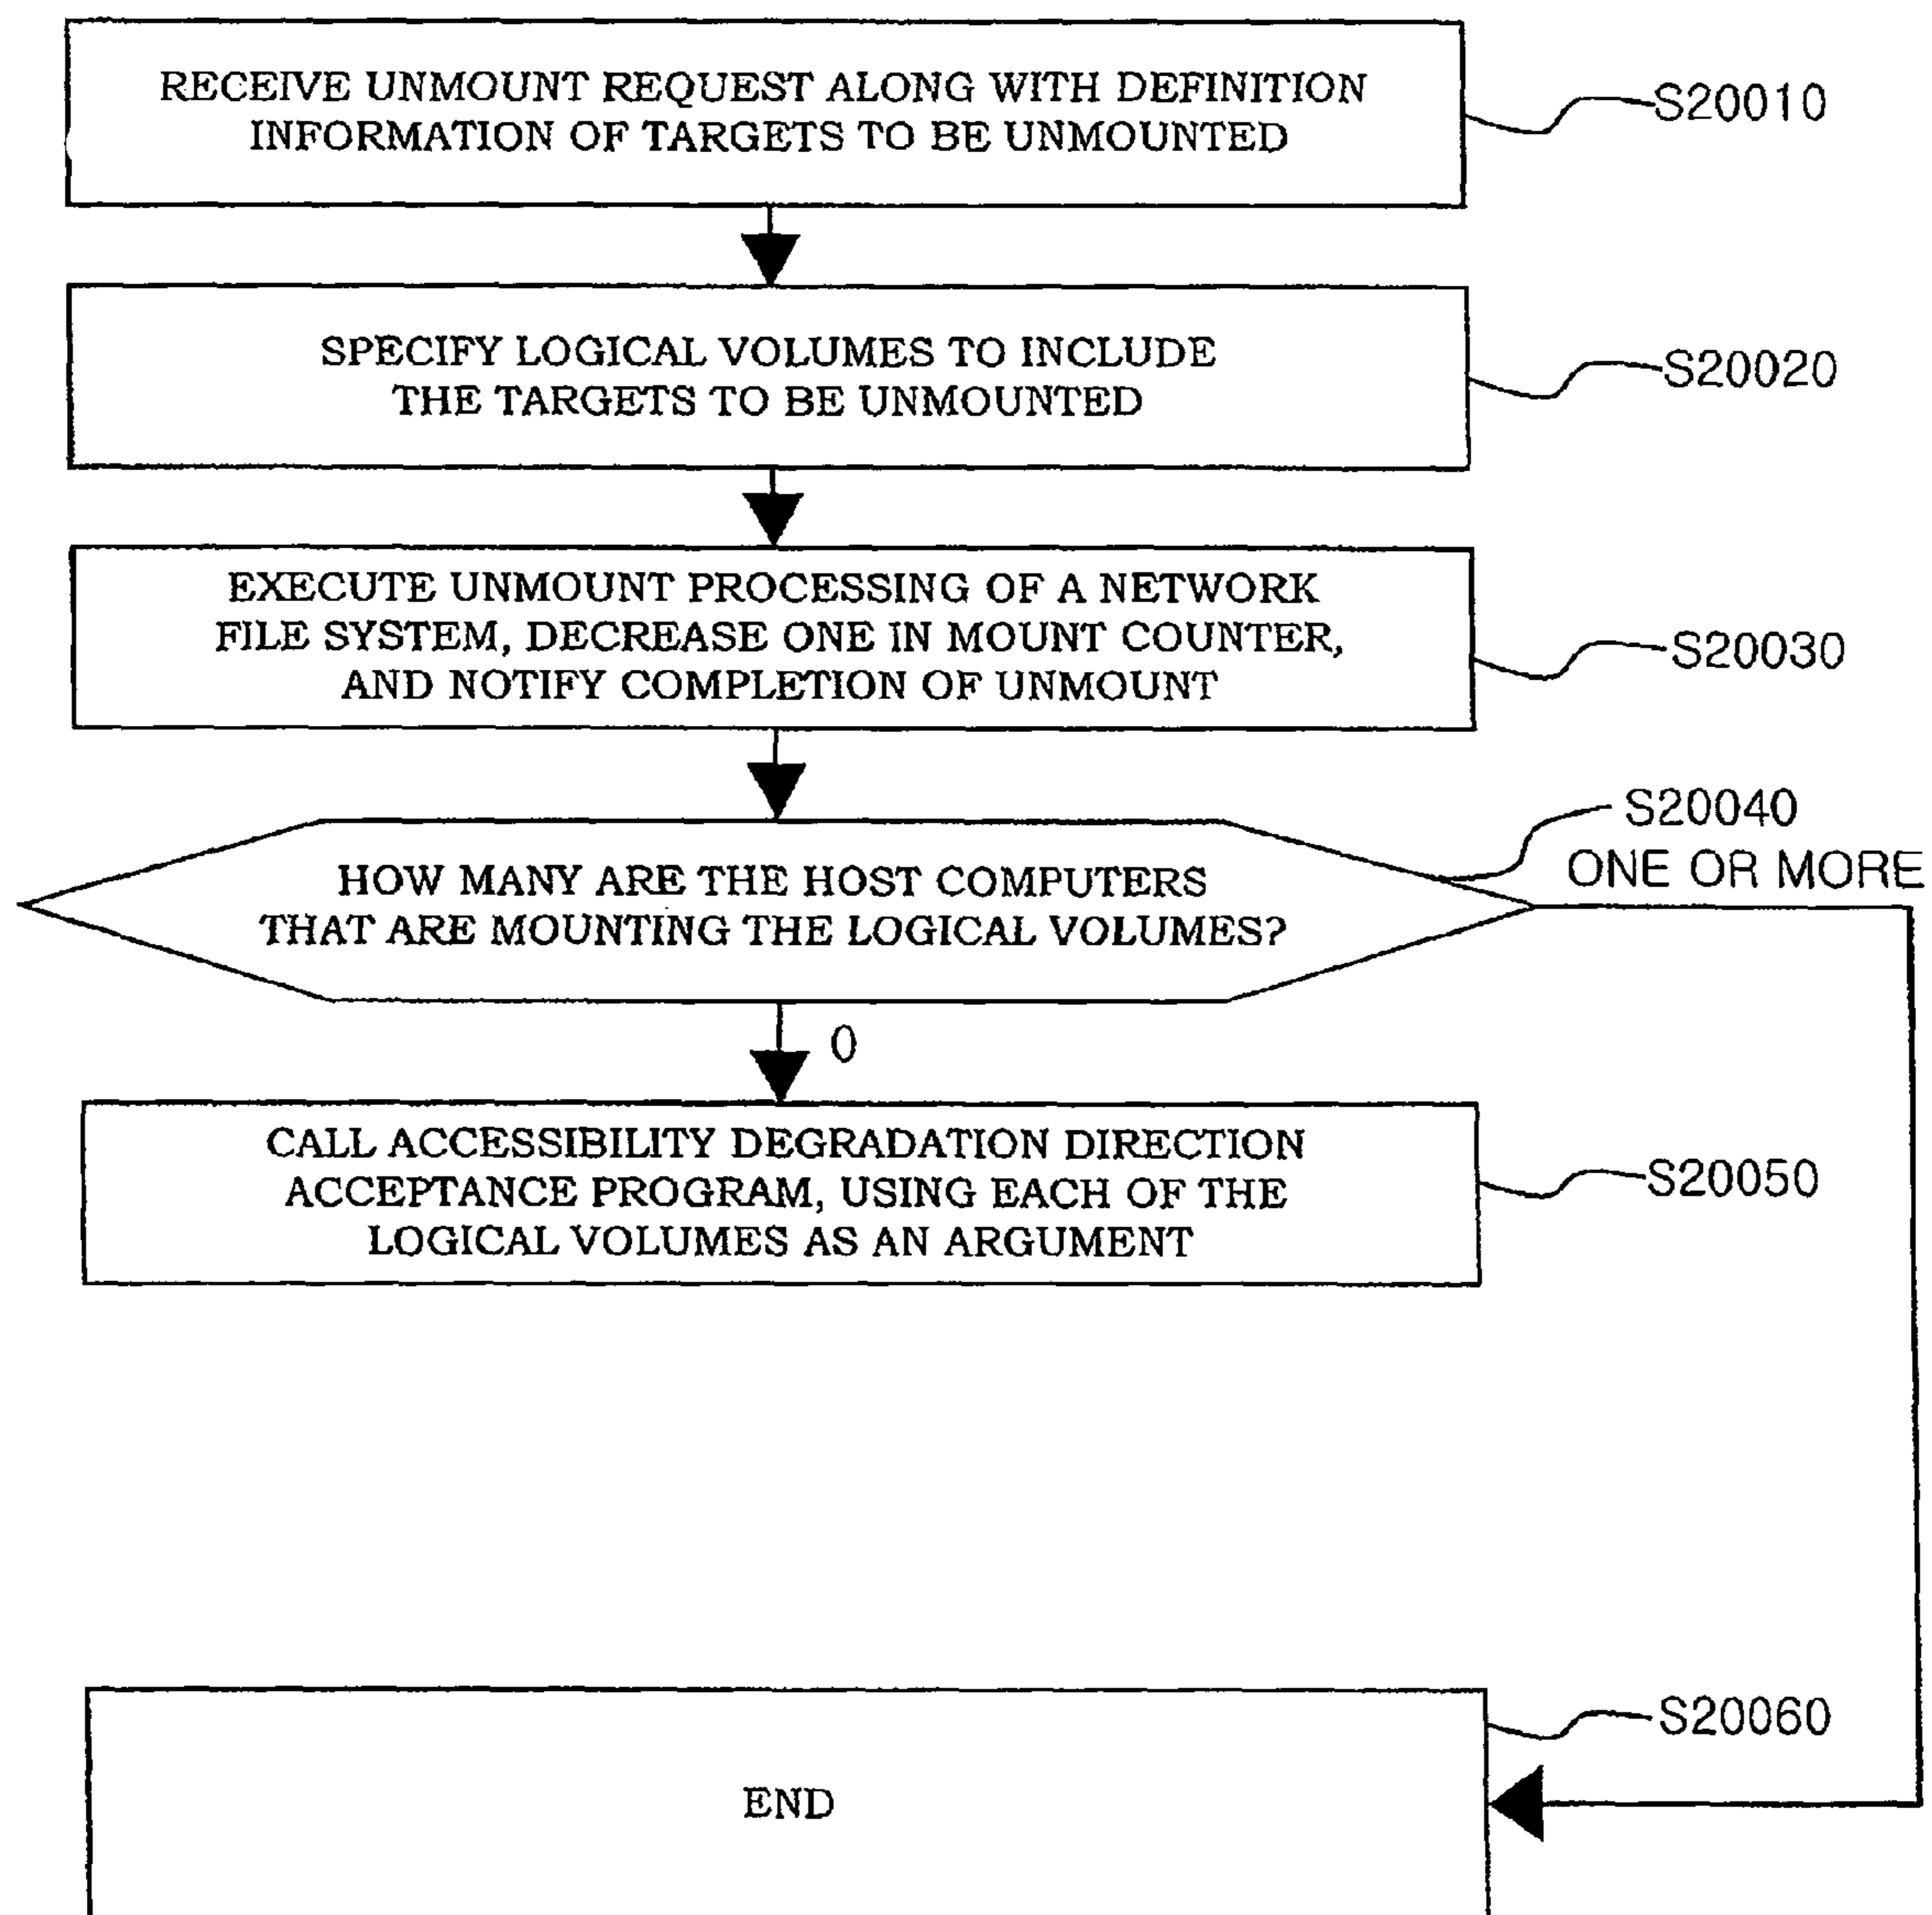 RECEIVE UNMOUNT REQUEST ALONG WITH DEFINITION
INFORMATION OF TARGETS TO BE UNMOUNTED
S20010
SPECIFY LOGICAL VOLUMES TO INCLUDE
THE TARGETS TO BE UNMOUNTED
S20020
EXECUTE UNMOUNT PROCESSING OF A NETWORK
FILE SYSTEM, DECREASE ONE IN MOUNT COUNTER,
AND NOTIFY COMPLETION OF UNMOUNT
S20030
S20040
ONE OR MORE
HOW MANY ARE THE HOST COMPUTERS
THAT ARE MOUNTING THE LOGICAL VOLUMES?
0
CALL ACCESSIBILITY DEGRADATION DIRECTION
ACCEPTANCE PROGRAM, USING EACH OF THE
LOGICAL VOLUMES AS AN ARGUMENT
S20050
S20060
END